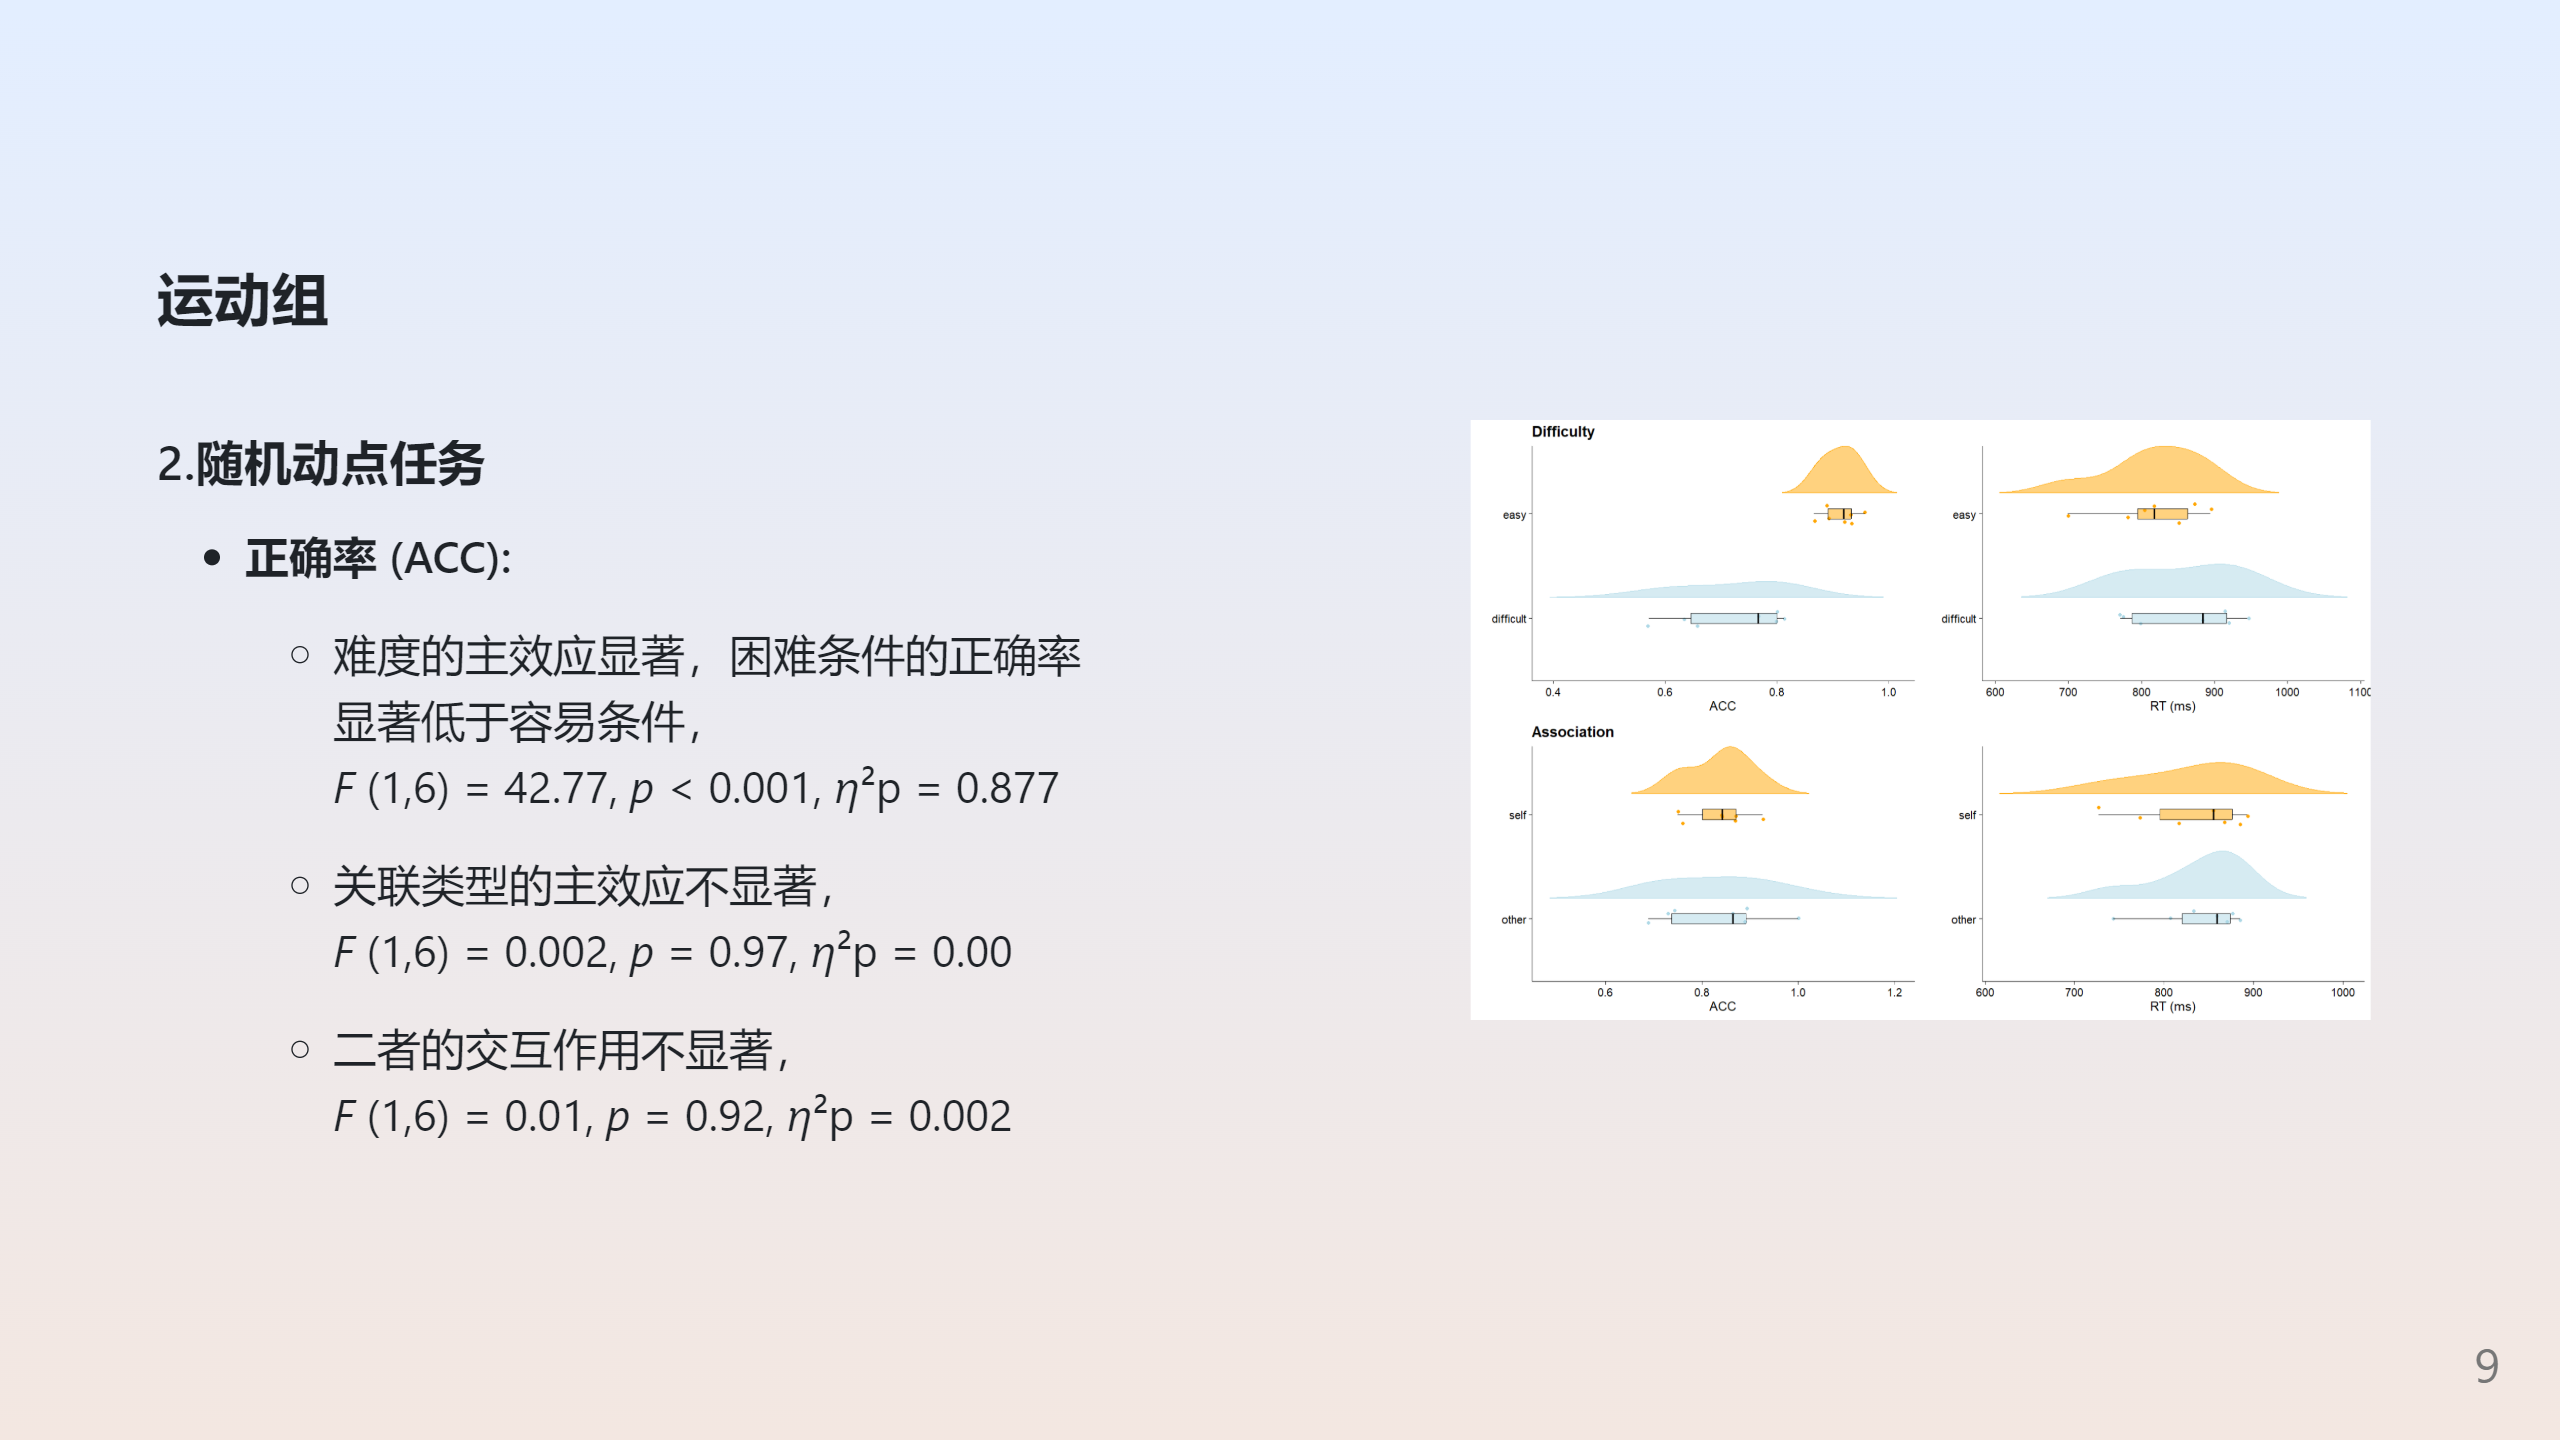 运动组
2.随机动点任务
正确率 (ACC):
难度的主效应显著，困难条件的正确率
显著低于容易条件，
F (1,6) = 42.77, p < 0.001, η²p = 0.877
关联类型的主效应不显著，
F (1,6) = 0.002, p = 0.97, η²p = 0.00
二者的交互作用不显著，
F (1,6) = 0.01, p = 0.92, η²p = 0.002
Difficulty
easy
difficult
0.4 0.6 0.8 1.0
ACC
easy
difficult
600 700 800 900 1000 1100
RT (ms)
Association
self
other
0.6 0.8 1.0 1.2
ACC
self
other
600 700 800 900 1000
RT (ms)
9